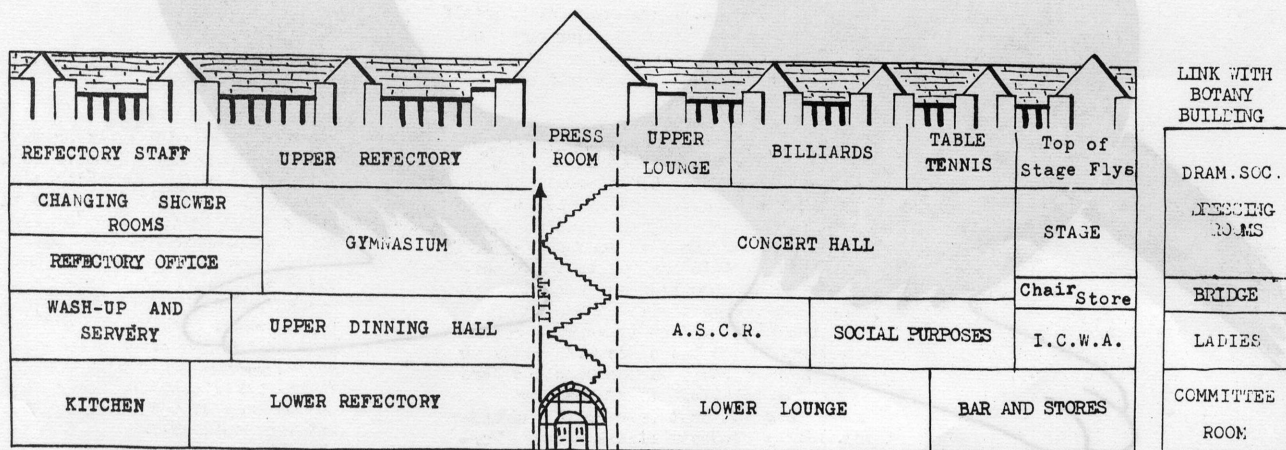 LINK WITH
BOTANY
BUILDING
REFECTORY STAFF
UPPER REFECTORY
PRESS
ROOM
UPPER
LOUNGE
BILLIARDS
TABLE
TENNIS
Top of
Stage Flys
DRAM.SOC.
DRESSING
ROOMS
CHANGING SHOWER
ROOMS
REFECTORY OFFICE
GYMNASIUM
CONCERT HALL
STAGE
Chair Store
BRIDGE
WASH-UP AND
SERVERY
UPPER DINNING HALL
LIFT
A.S.C.R.
SOCIAL PURPOSES
I.C.W.A.
LADIES
KITCHEN
LOWER REFECTORY
LOWER LOUNGE
BAR AND STORES
COMMITTEE
ROOM